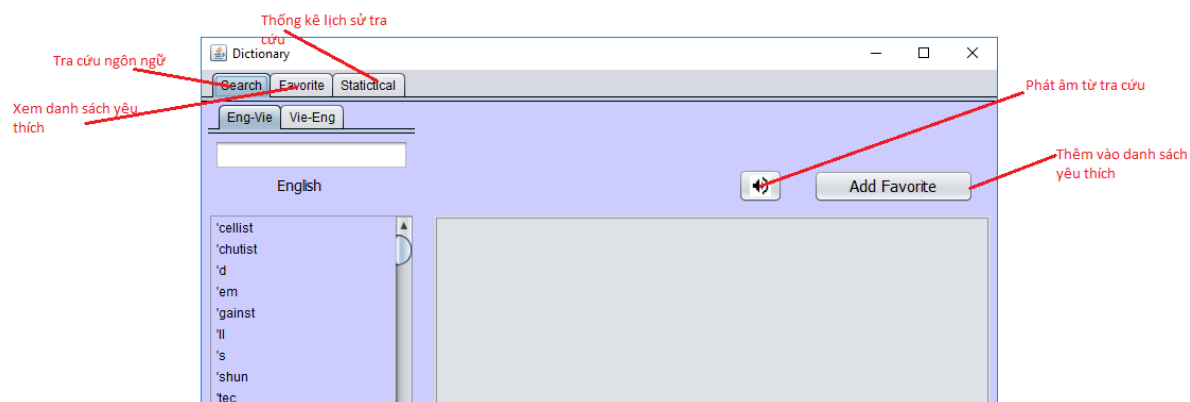 Thống kê lịch sử tra
cứu
Dictionary
Tra cứu ngôn ngữ
Search Favorite Statictical
Phát âm từ tra cứu
Xem danh sách yêu
thích
Eng-Vie Vie-Eng
Thêm vào danh sách
yêu thích
English
Add Favorite
'cellist
'chutist
'd
'em
'gainst
'll
's
'shun
'tec